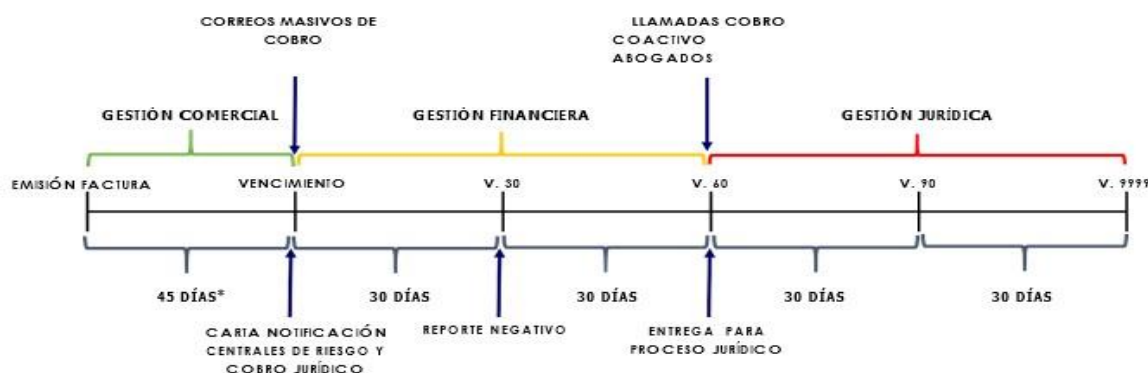 CORREOS MASIVOS DE
COBRO
LLAMADAS COBRO
COACTIVO
ABOGADOS
GESTIÓN COMERCIAL
GESTIÓN FINANCIERA
GESTIÓN JURÍDICA
EMISIÓN FACTURA
VENCIMIENTO
V. 30
V. 60
V. 90
V. 9999
45 DÍAS*
30 DÍAS
30 DÍAS
30 DÍAS
30 DÍAS
CARTA NOTIFICACIÓN
CENTRALES DE RIESGO Y
COBRO JURÍDICO
REPORTE NEGATIVO
ENTREGA PARA
PROCESO JURÍDICO